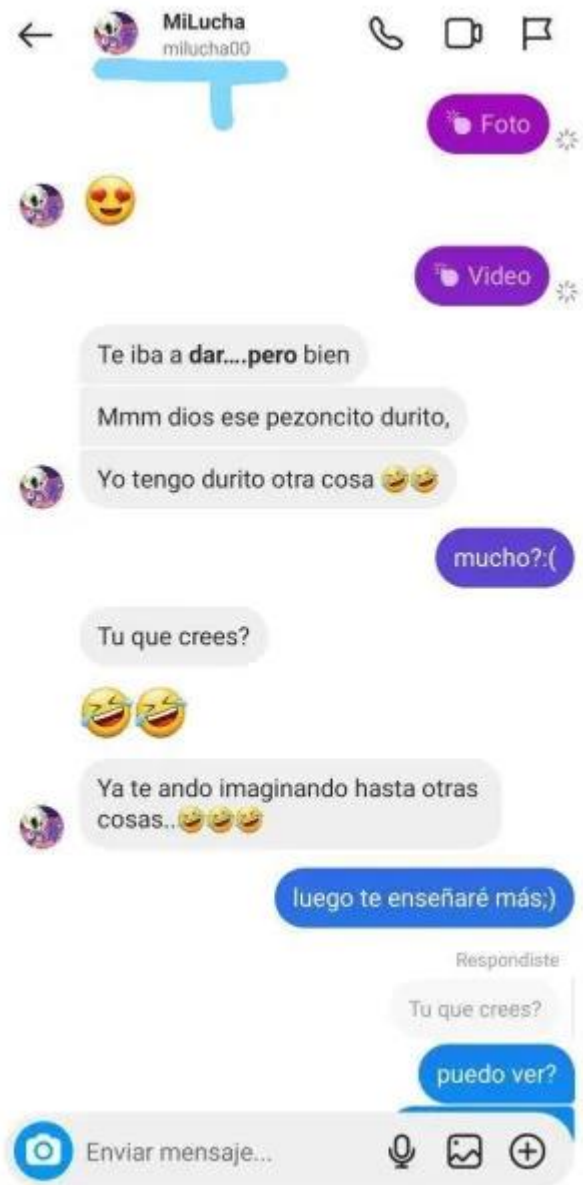 MiLucha
milucha00
Foto
Video
Te iba a dar....pero bien
Mmm dios ese pezoncito durito,
Yo tengo durito otra cosa 🤣🤣
mucho?:(
Tu que crees?
Ya te ando imaginando hasta otras
cosas..🤣🤣🤣
luego te enseñaré más;)
Respondiste
Tu que crees?
puedo ver?
Enviar mensaje...